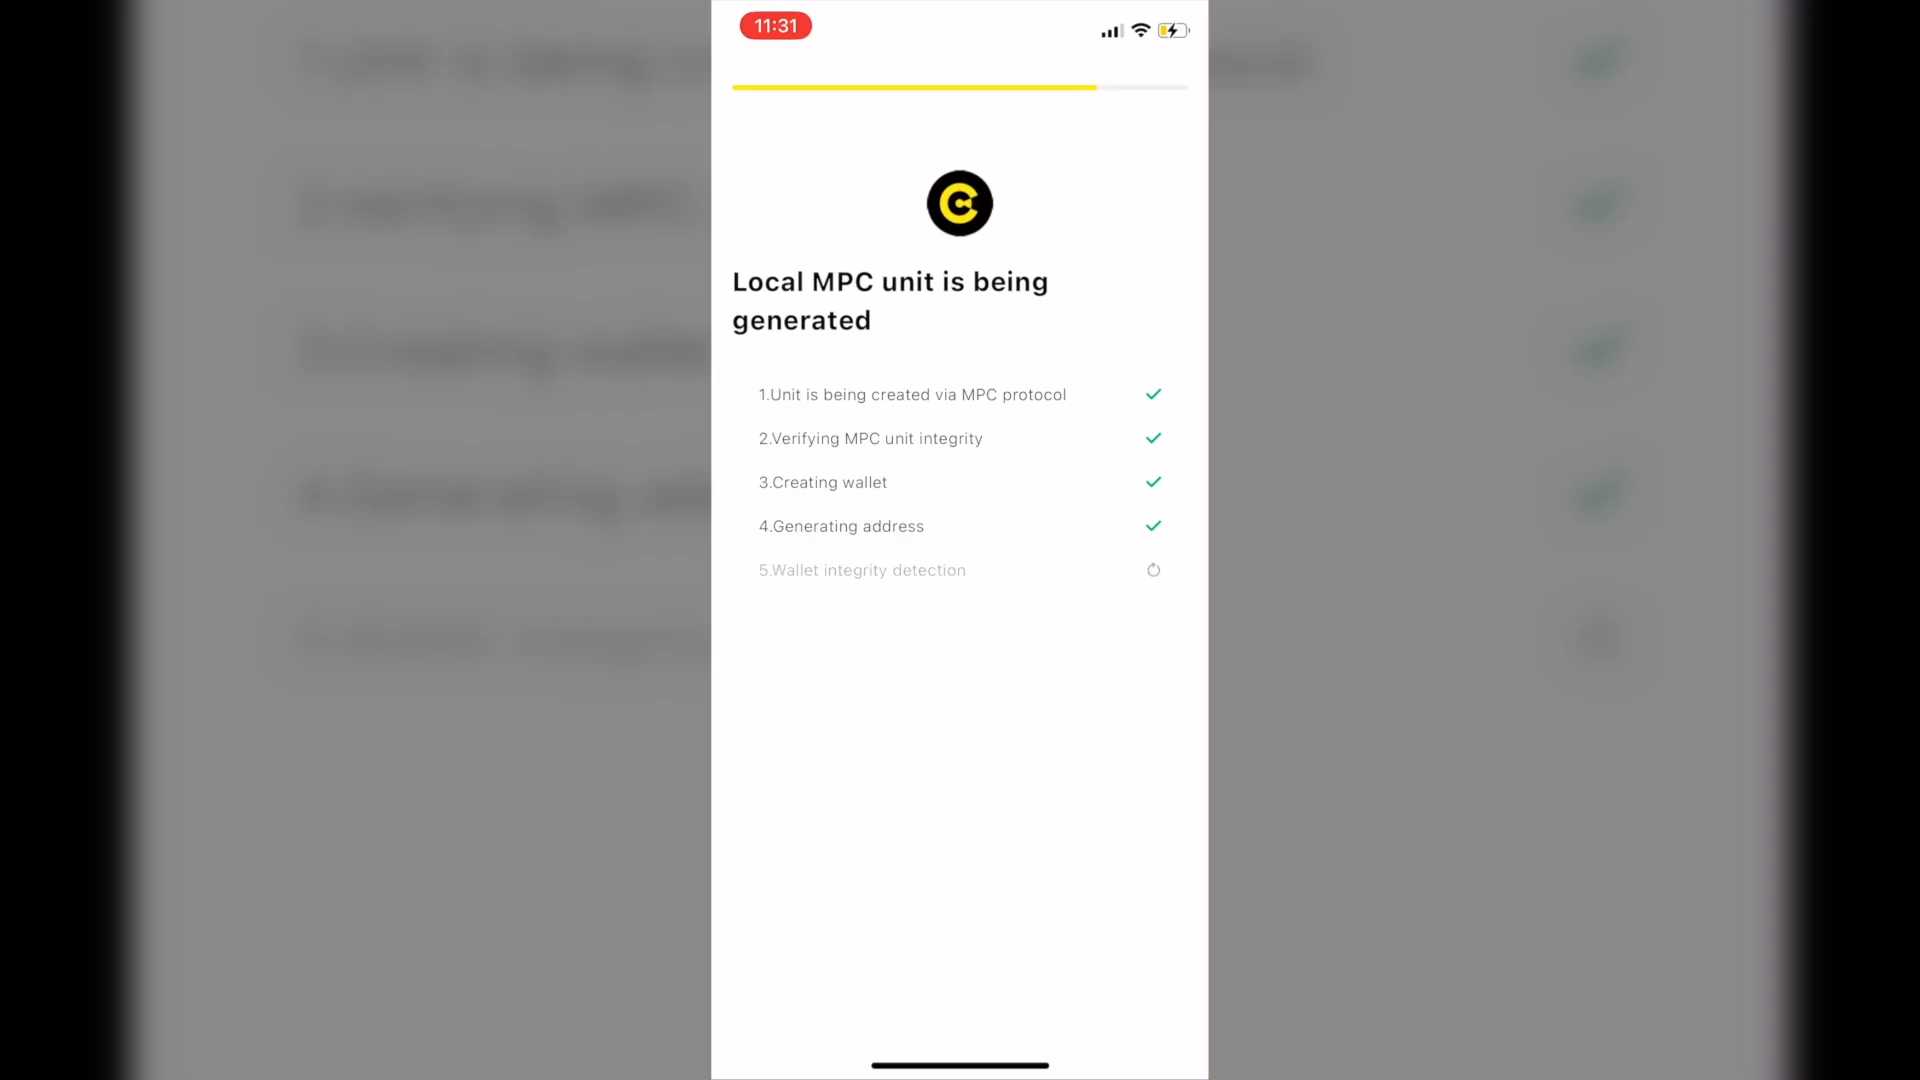 11:31
Local MPC unit is being
generated
1.Unit is being created via MPC protocol
2.Verifying MPC unit integrity
3.Creating wallet
4.Generating address
5.Wallet integrity detection